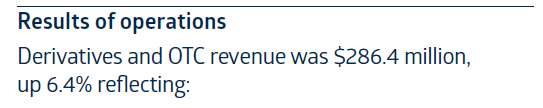 Results of operations
Derivatives and OTC revenue was $286.4 million,
up 6.4% reflecting: